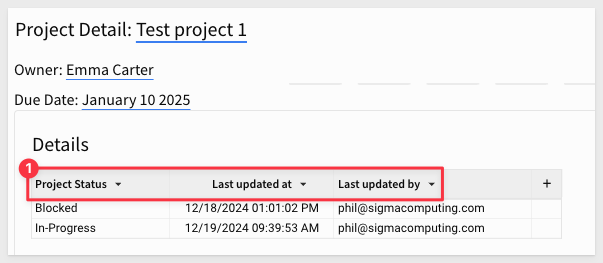 Project Detail: Test project 1
Owner: Emma Carter
Due Date: January 10 2025
Details
1
Project Status Last updated at Last updated by +
Blocked 12/18/2024 01:01:02 PM phil@sigmacomputing.com
In-Progress 12/19/2024 09:39:53 AM phil@sigmacomputing.com